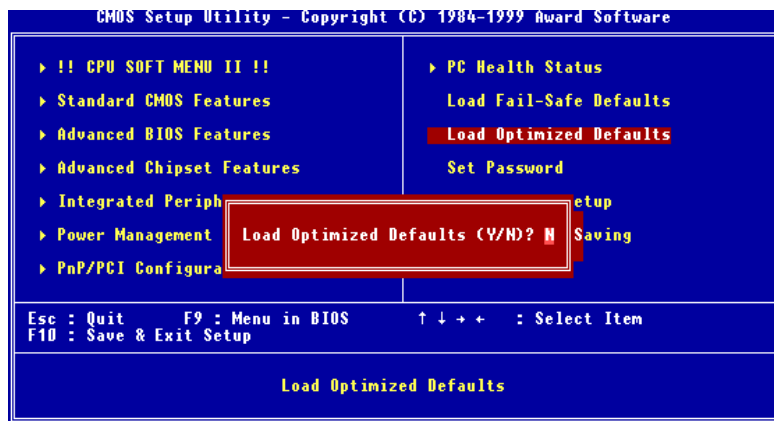 CMOS Setup Utility - Copyright (C) 1984-1999 Award Software
!! CPU SOFT MENU II !!
Standard CMOS Features
Advanced BIOS Features
Advanced Chipset Features
Integrated Periph
Power Management
PnP/PCI Configura
PC Health Status
Load Fail-Safe Defaults
Load Optimized Defaults
Set Password
etup
Saving
Load Optimized Defaults (Y/N)? N
Esc : Quit F9 : Menu in BIOS ↑ ↓ → ← : Select Item
F10 : Save & Exit Setup
Load Optimized Defaults